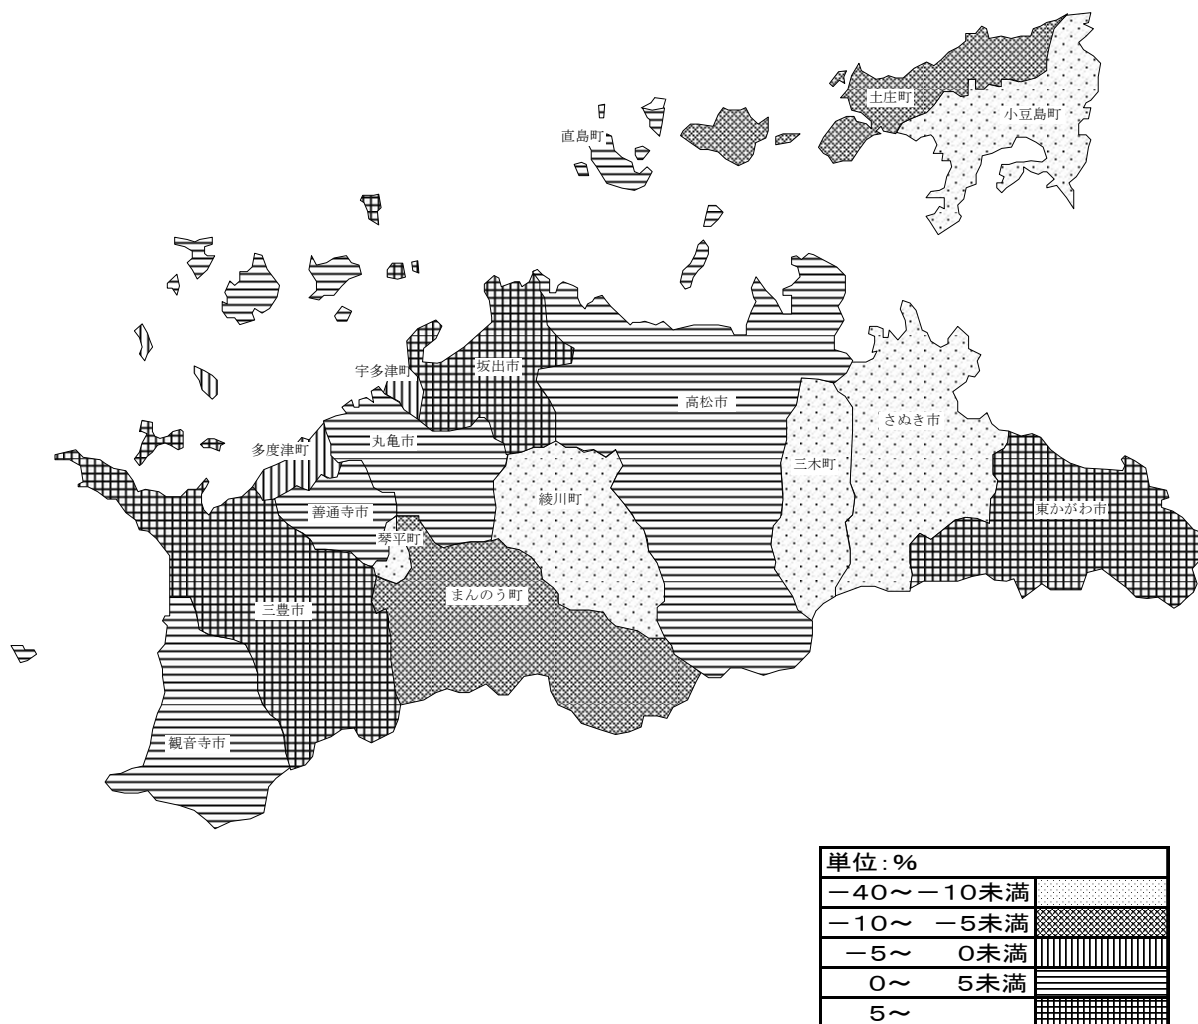 土庄町
小豆島町
直島町
宇多津町
坂出市
高松市
さぬき市
丸亀市
多度津町
三木町
綾川町
善通寺市
東かがわ市
琴平町
まんのう町
三豊市
観音寺市
単位:%
－40～－10未満
－10～ －5未満
－5～ 0未満
0～ 5未満
5～